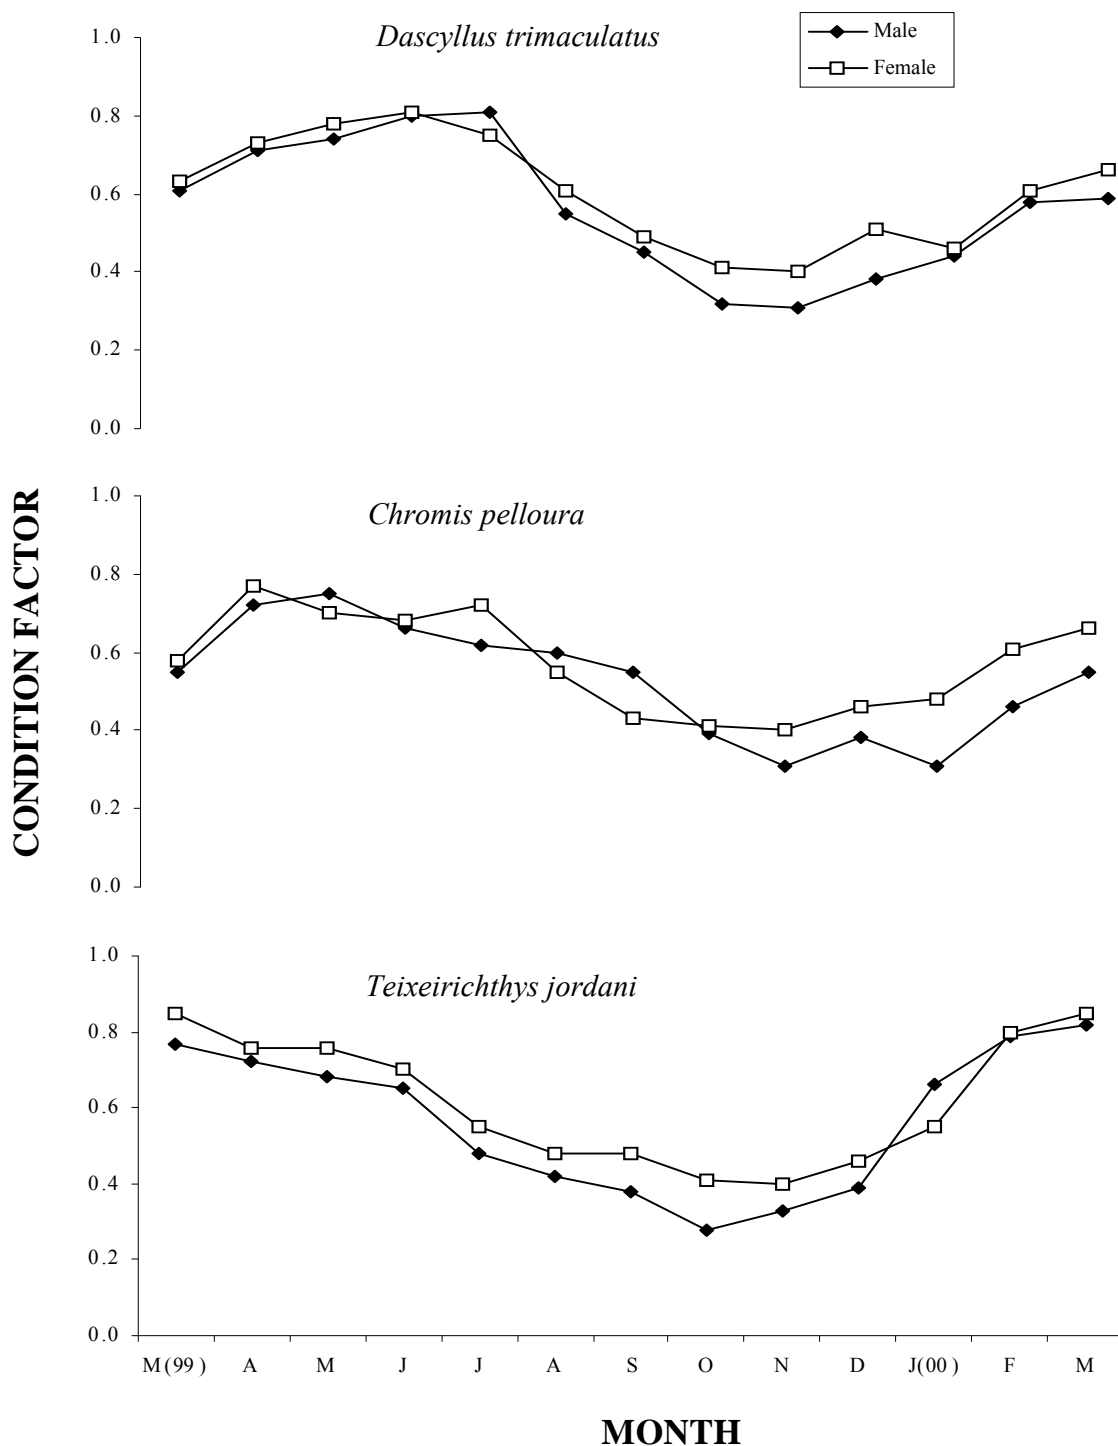 Dascyllus trimaculatus
Male
Female
1.0
0.8
0.6
0.4
0.2
0.0
CONDITION FACTOR
Chromis pelloura
1.0
0.8
0.6
0.4
0.2
0.0
Teixeirichthys jordani
1.0
0.8
0.6
0.4
0.2
0.0
M(99) A M J J A S O N D J(00) F M
MONTH